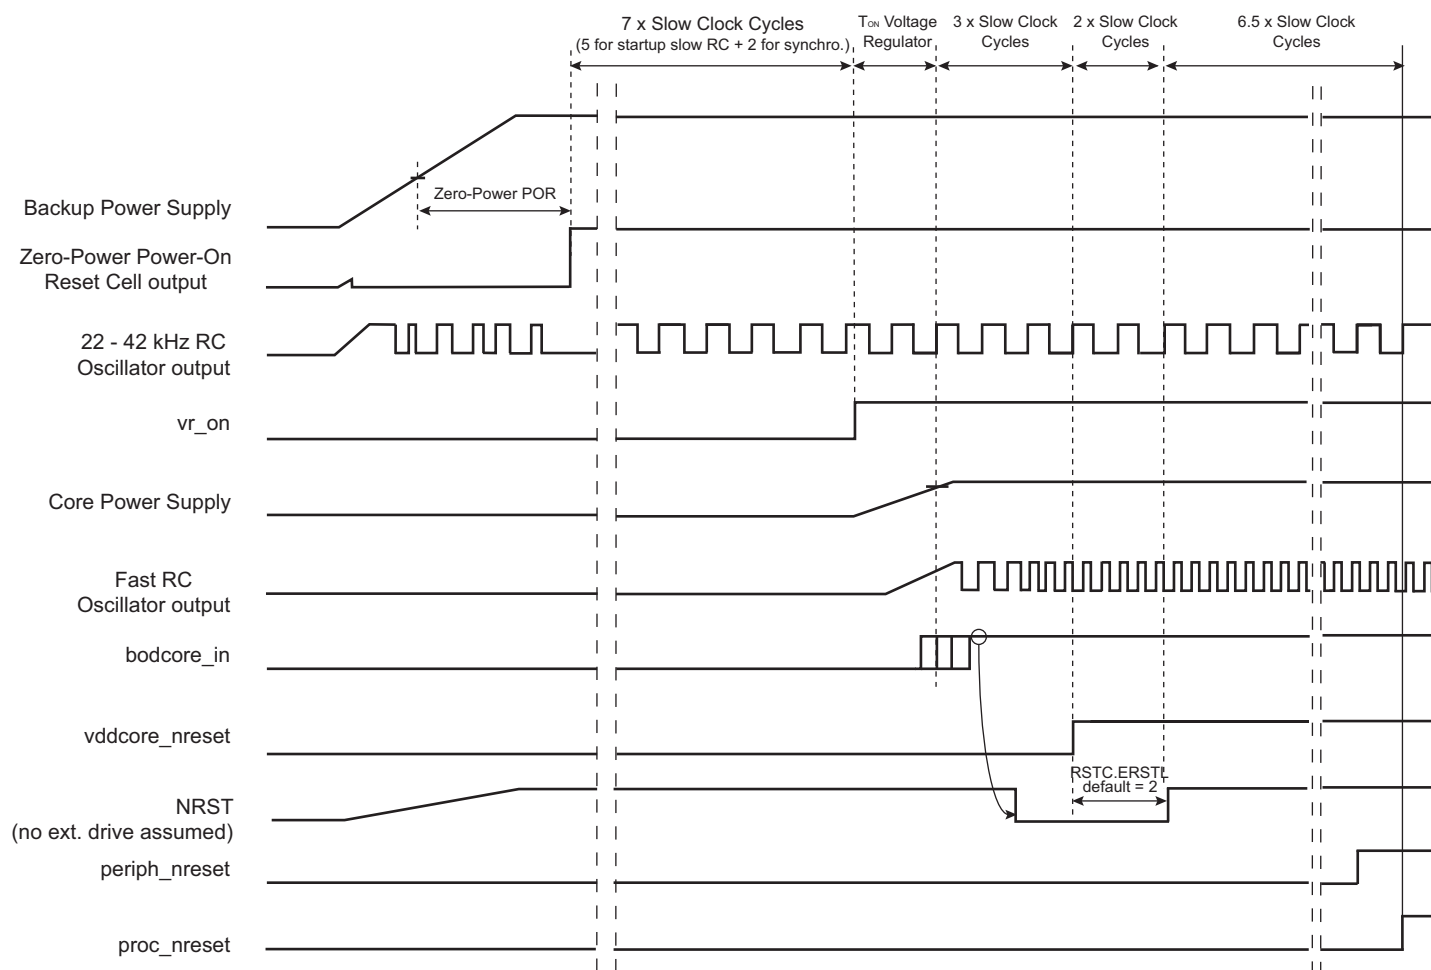 7 x Slow Clock Cycles
(5 for startup slow RC + 2 for synchro.)
TON Voltage
Regulator
3 x Slow Clock
Cycles
2 x Slow Clock
Cycles
6.5 x Slow Clock
Cycles
Zero-Power POR
Backup Power Supply
Zero-Power Power-On
Reset Cell output
22 - 42 kHz RC
Oscillator output
vr_on
Core Power Supply
Fast RC
Oscillator output
bodcore_in
vddcore_nreset
RSTC.ERSTL
default = 2
NRST
(no ext. drive assumed)
periph_nreset
proc_nreset